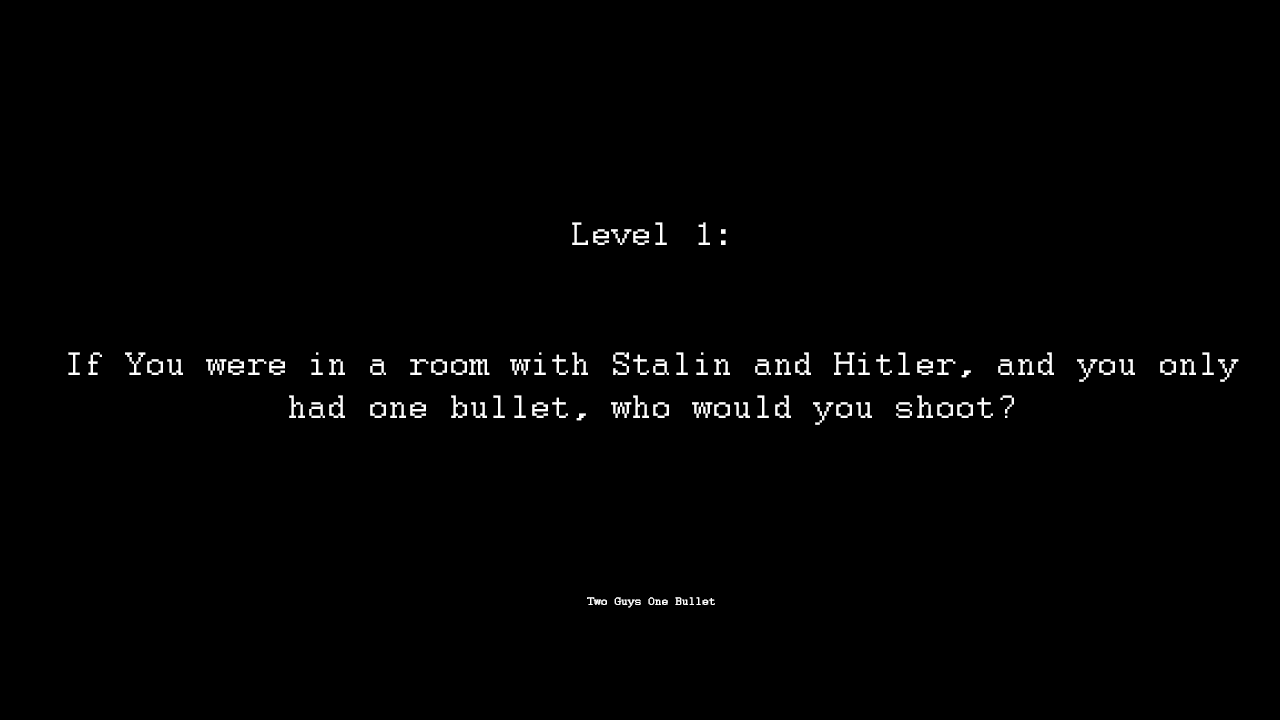 Level 1:
If You were in a room with Stalin and Hitler, and you only
had one bullet, who would you shoot?
Two Guys One Bullet